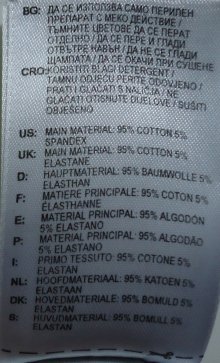 BG: ДА СЕ ИЗПОЛЗВА САМО ПЕРИЛЕН
ПРЕПАРАТ С МЕКО ДЕЙСТВИЕ /
ТЪМНИТЕ ЦВЕТОВЕ ДА СЕ ПЕРАТ
ОТДЕЛНО / ДА СЕ ПЕРЕ И ГЛАДИ
ОТВЪТРЕ НАВЪН / ДА НЕ СЕ ГЛАДИ
ЩАМПАТА / ДА СЕ ОКАЧИ ПРИ СУШЕНЕ
CRO: KORISTITI BLAGI DETERGENT /
TAMNU ODJEĆU PERITE ODVOJENO /
PRATI I GLAČATI S NALIČJA / NE
GLAČATI OTISNUTE DIJELOVE / SUŠITI
OBJEŠENO
US: MAIN MATERIAL: 95% COTTON 5%
SPANDEX
UK: MAIN MATERIAL: 95% COTTON 5%
ELASTANE
D: HAUPTMATERIAL: 95% BAUMWOLLE 5%
ELASTHAN
F: MATIERE PRINCIPALE: 95% COTON 5%
ELASTHANNE
E: MATERIAL PRINCIPAL: 95% ALGODÓN
5% ELASTANO
P: MATERIAL PRINCIPAL: 95% ALGODÃO
5% ELASTANO
I: PRIMO TESSUTO: 95% COTONE 5%
ELASTAN
NL: HOOFDMATERIAAL: 95% KATOEN 5%
ELASTAAN
DK: HOVEDMATERIALE: 95% BOMULD 5%
ELASTAN
S: HUVUDMATERIAL: 95% BOMULL 5%
ELASTAN